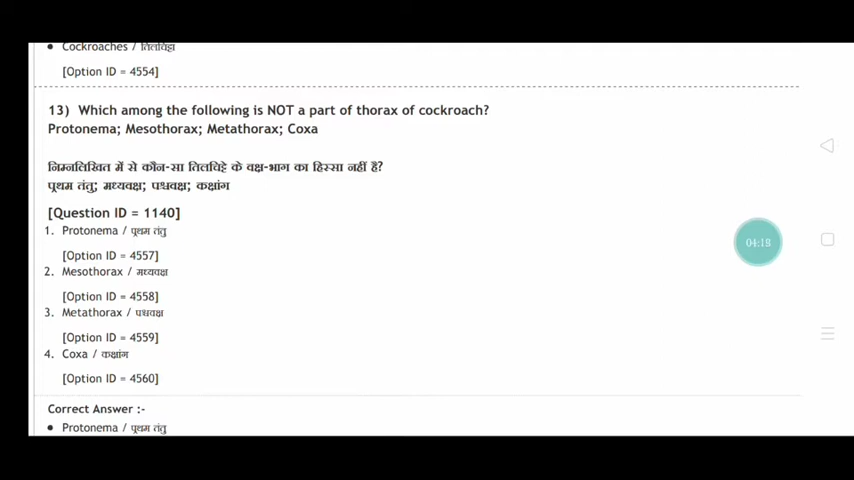 • Cockroaches / तिलचिट्टा
[Option ID = 4554]
13) Which among the following is NOT a part of thorax of cockroach?
Protonema; Mesothorax; Metathorax; Coxa
निम्नलिखित में से कौन-सा तिलचिट्टे के वक्ष-भाग का हिस्सा नहीं है?
प्रथम तंतु; मध्यवक्ष; पश्चवक्ष; कक्षांग
[Question ID = 1140]
1. Protonema / प्रथम तंतु
[Option ID = 4557]
2. Mesothorax / मध्यवक्ष
[Option ID = 4558]
3. Metathorax / पश्चवक्ष
[Option ID = 4559]
4. Coxa / कक्षांग
[Option ID = 4560]
Correct Answer :-
• Protonema / प्रथम तंतु
04:18